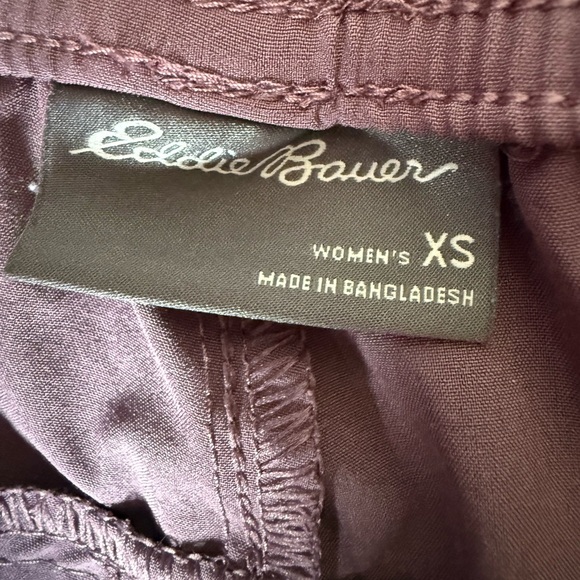 Eddie Bauer
WOMEN'S XS
MADE IN BANGLADESH